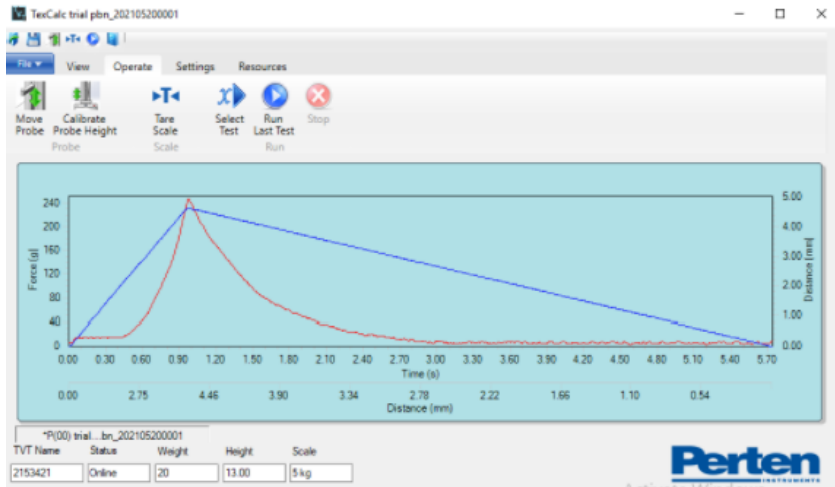 TexCalc trial pbn_202105200001
File View Operate Settings Resources
Move Probe Calibrate Probe Height Tare Scale Select Test Run Last Test Stop
Probe Scale Run
240 200 160 120 80 40 0
Force [g]
5.00 4.00 3.00 2.00 1.00 0.00
Distance [mm]
0.00 0.30 0.60 0.90 1.20 1.50 1.80 2.10 2.40 2.70 3.00 3.30 3.60 3.90 4.20 4.50 4.80 5.10 5.40 5.70
Time (s)
0.00 2.75 4.46 3.90 3.34 2.78 2.22 1.66 1.10 0.54
Distance (mm)
*P(00) trial....bn_202105200001
TVT Name Status Weight Height Scale
2153421 Online 20 13.00 5 kg
Perten
INSTRUMENTS